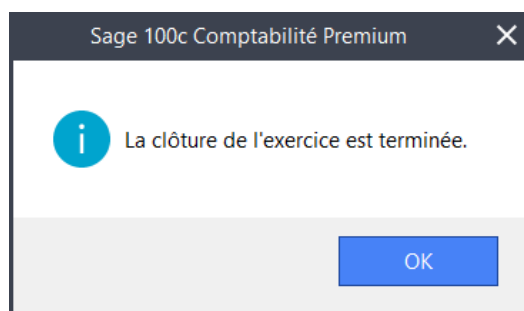 Sage 100c Comptabilité Premium
La clôture de l'exercice est terminée.
OK